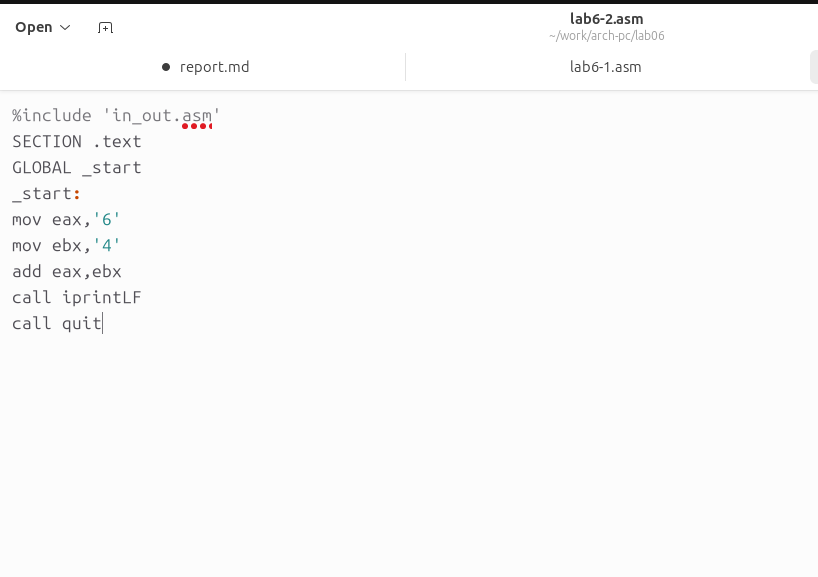 Open
lab6-2.asm
~/work/arch-pc/lab06
report.md
lab6-1.asm
%include 'in_out.asm'
SECTION .text
GLOBAL _start
_start:
mov eax,'6'
mov ebx,'4'
add eax,ebx
call iprintLF
call quit